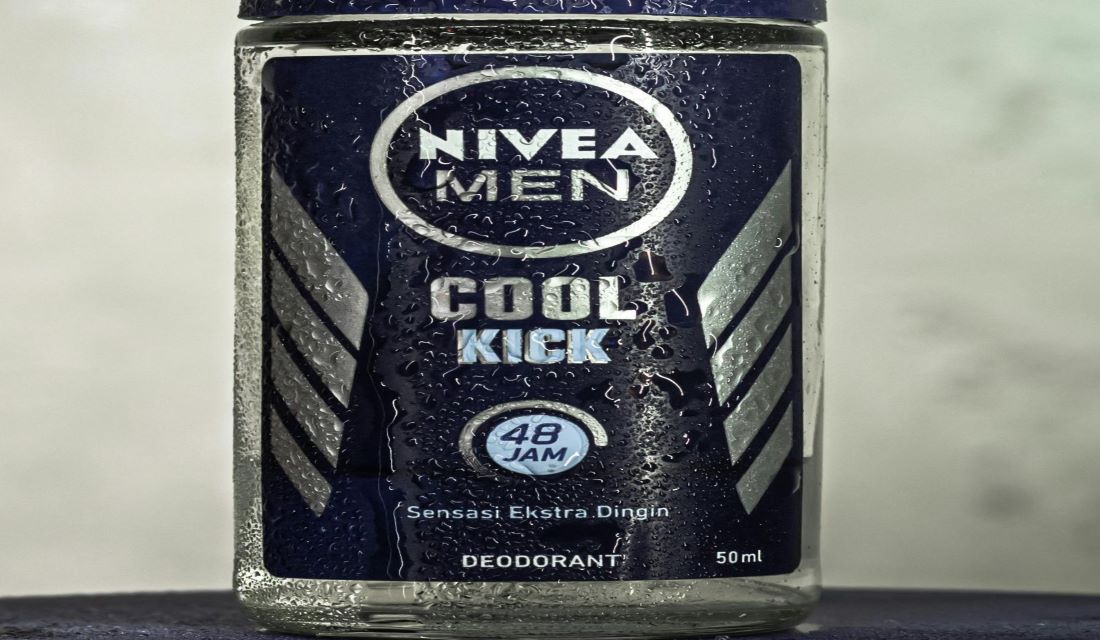 NIVEA
MEN
COOL
KICK
48
JAM
Sensasi Ekstra Dingin
DEODORANT
50ml